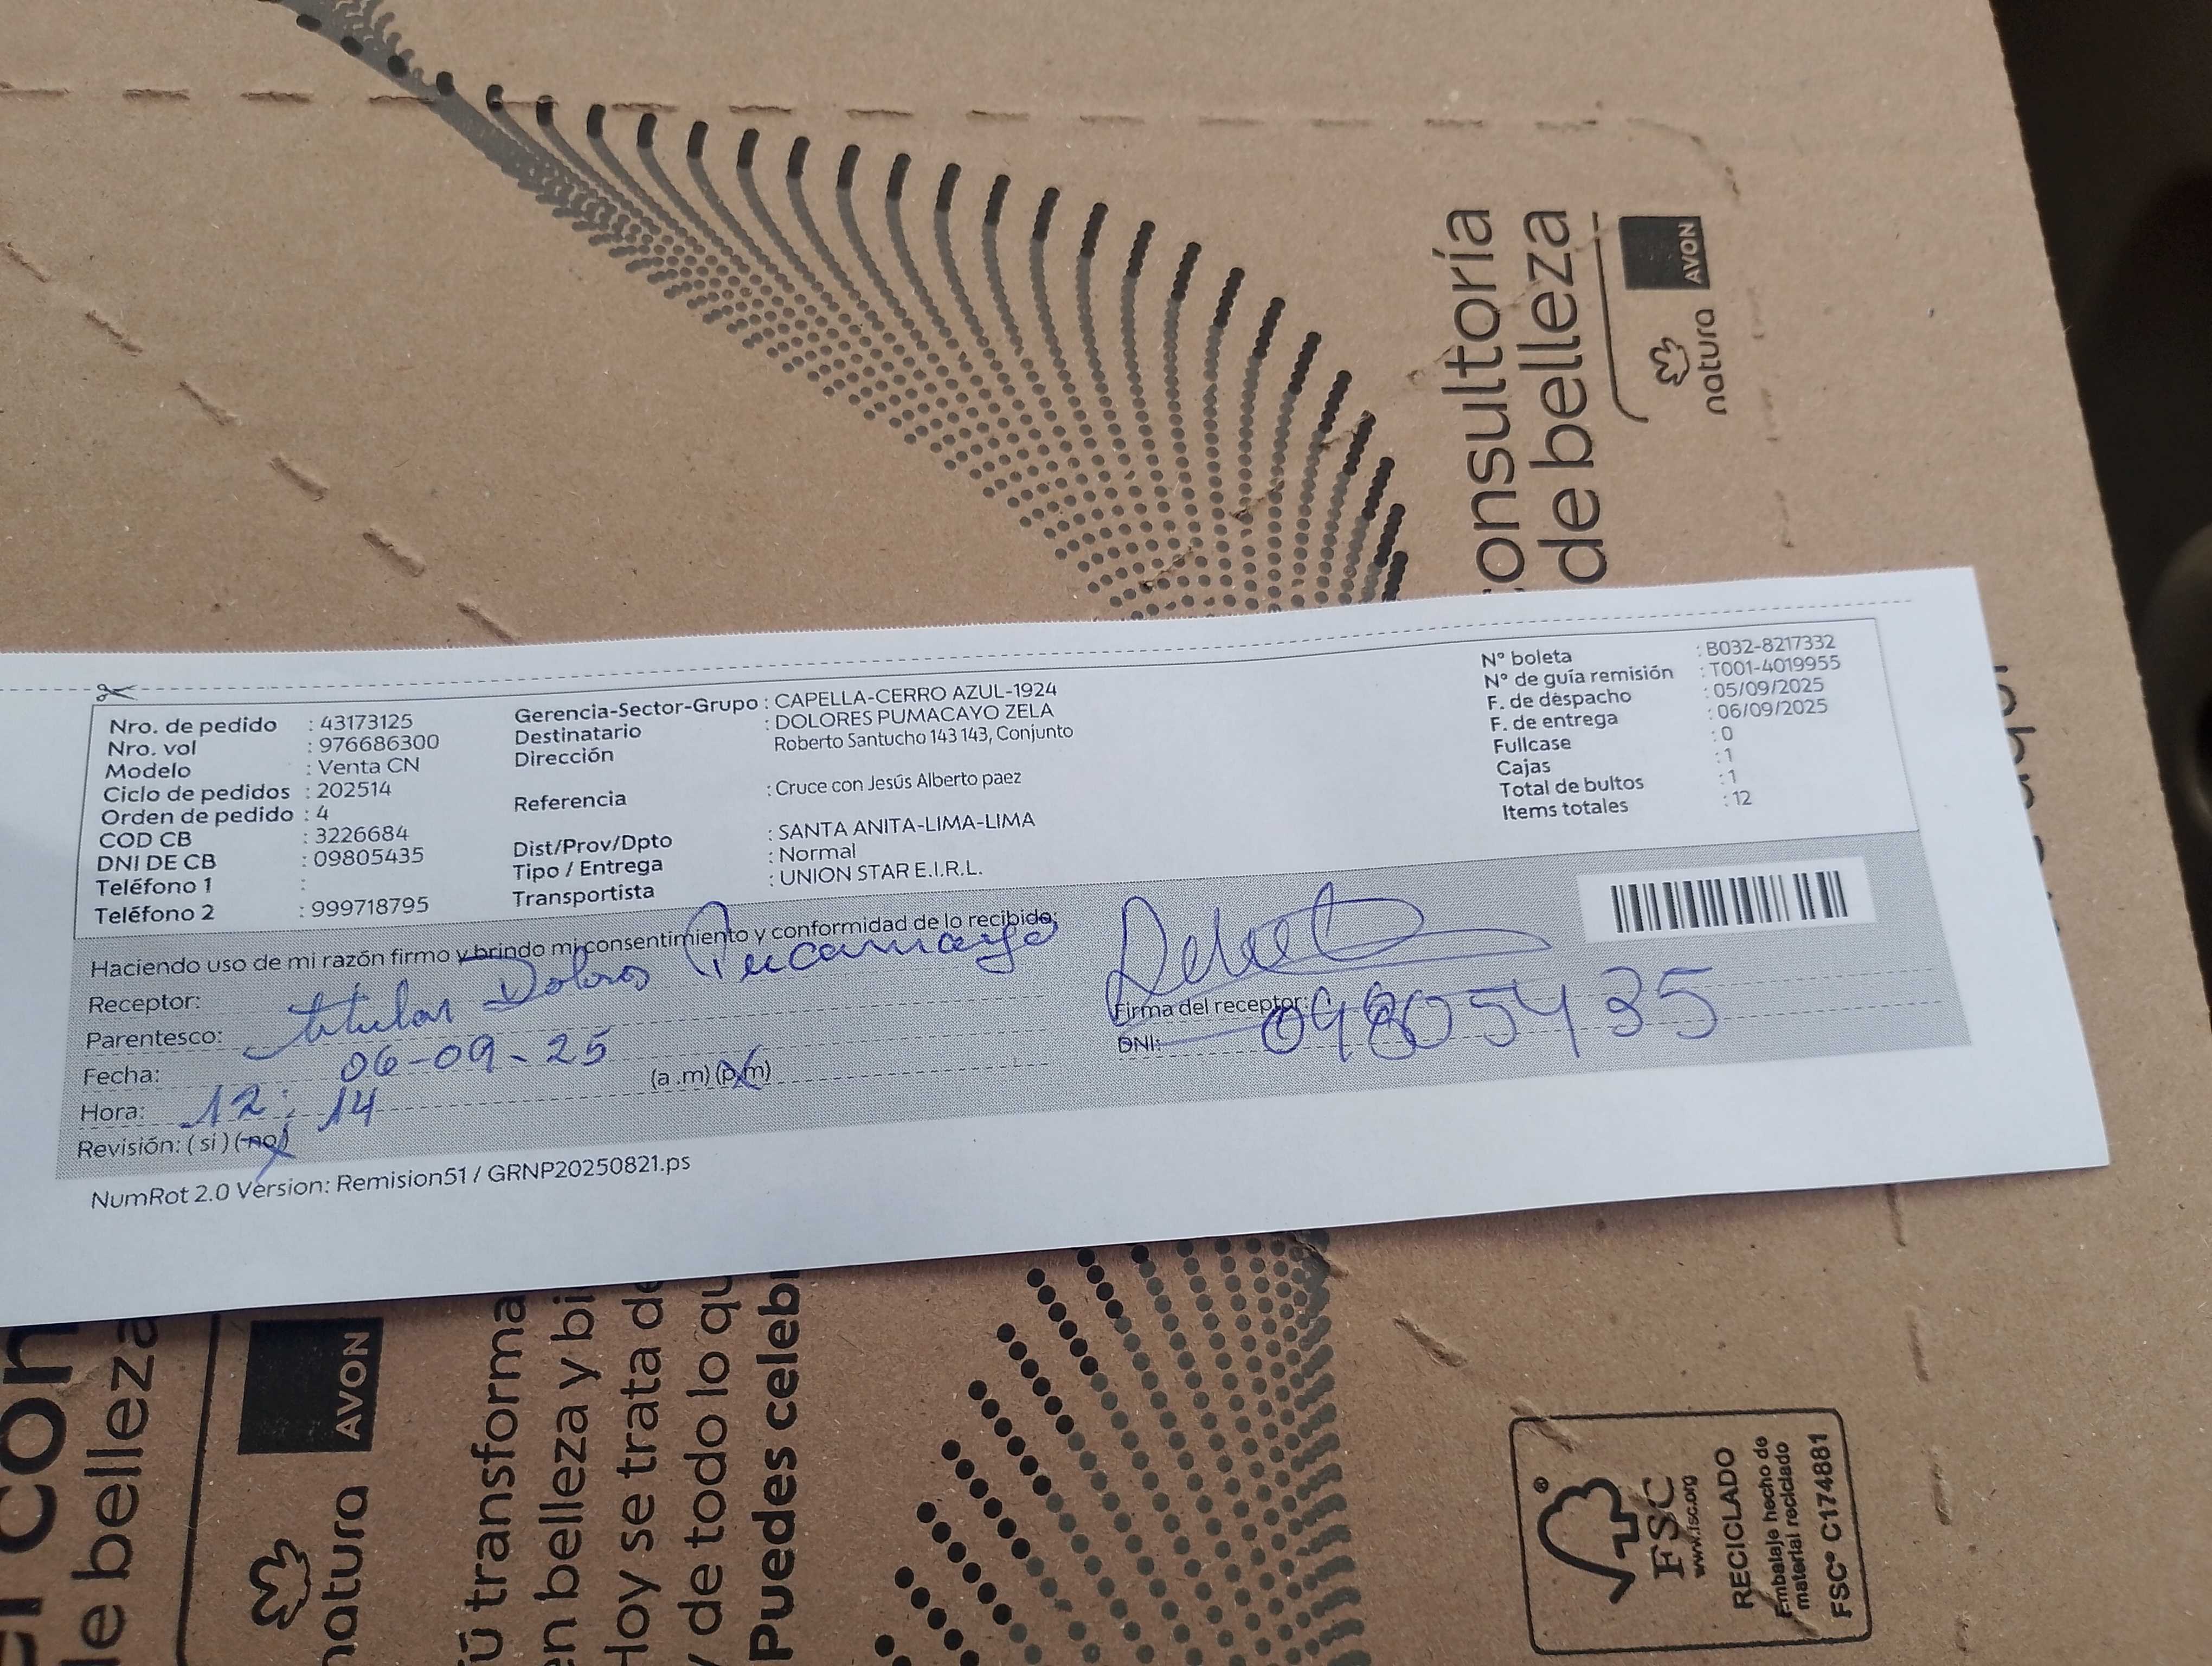 consultoría
de belleza
natura AVON
Nro. de pedido : 43173125
Nro. vol : 976686300
Modelo : Venta CN
Ciclo de pedidos : 202514
Orden de pedido : 4
COD CB : 3226684
DNI DE CB : 09805435
Teléfono 1 :
Teléfono 2 : 999718795
Gerencia-Sector-Grupo : CAPELLA-CERRO AZUL-1924
Destinatario : DOLORES PUMACAYO ZELA
Dirección Roberto Santucho 143 143, Conjunto
Referencia : Cruce con Jesús Alberto paez
Dist/Prov/Dpto : SANTA ANITA-LIMA-LIMA
Tipo / Entrega : Normal
Transportista : UNION STAR E.I.R.L.
N° boleta : B032-8217332
N° de guía remisión : T001-4019955
F. de despacho : 05/09/2025
F. de entrega : 06/09/2025
Fullcase : 0
Cajas : 1
Total de bultos : 1
Items totales : 12
Haciendo uso de mi razón firmo y brindo mi consentimiento y conformidad de lo recibido:
Receptor: Dolores Pucamayo
Parentesco: titular
Fecha: 06-09-25
Hora: 12:14 (a.m) (p.m)
Revisión: (si) (no)
Firma del receptor:
DNI: 09805435
NumRot 2.0 Version: Remision51 / GRNP20250821.ps
con
de belleza
natura AVON
Tú transforma
en belleza y bi
Hoy se trata de
y de todo lo qu
Puedes celebr
FSC
www.fsc.org
RECICLADO
Embalaje hecho de
material reciclado
FSC® C174881